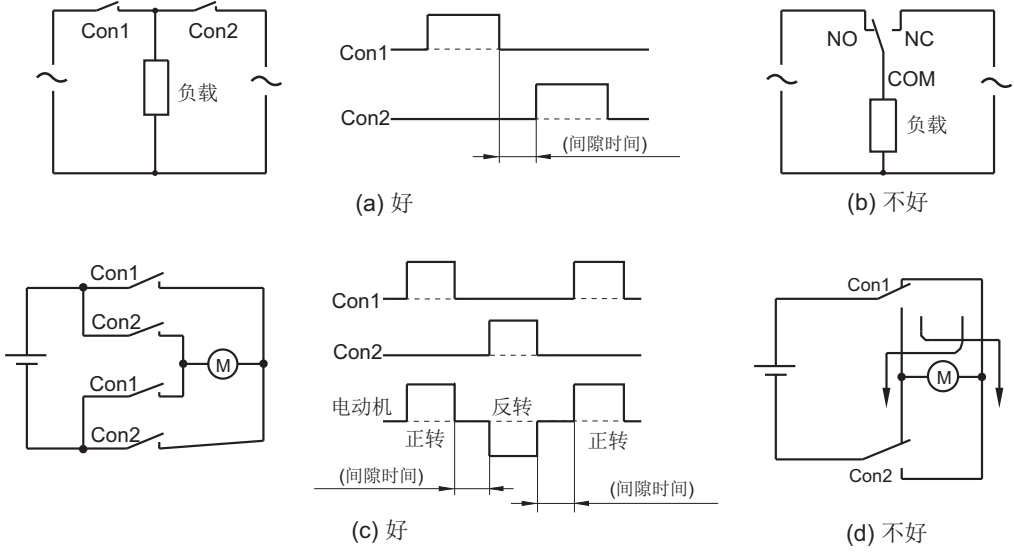 Con1 Con2
负载
Con1
Con2
(间隙时间)
(a) 好
NO NC
COM
负载
(b) 不好
Con1
Con2
Con1
Con2
M
Con1
Con2
电动机
正转
反转
正转
(间隙时间)
(间隙时间)
(c) 好
Con1
M
Con2
(d) 不好